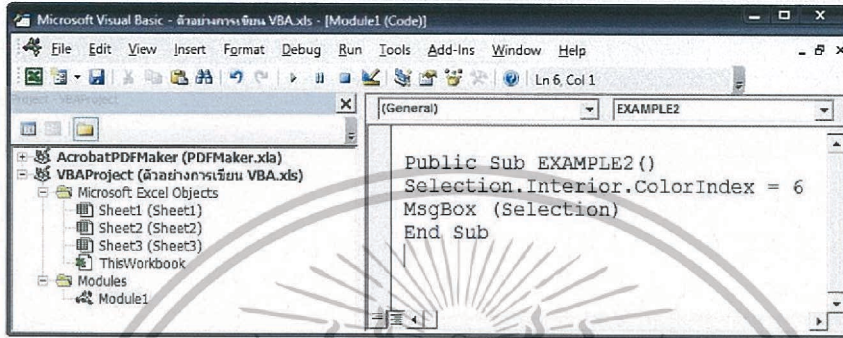 Microsoft Visual Basic - ตัวอย่างการเขียน VBA.xls - [Module1 (Code)]
File Edit View Insert Format Debug Run Tools Add-Ins Window Help
Ln 6, Col 1
Project - VBAProject
AcrobatPDFMaker (PDFMaker.xla)
VBAProject (ตัวอย่างการเขียน VBA.xls)
Microsoft Excel Objects
Sheet1 (Sheet1)
Sheet2 (Sheet2)
Sheet3 (Sheet3)
ThisWorkbook
Modules
Module1
(General) EXAMPLE2
Public Sub EXAMPLE2()
Selection.Interior.ColorIndex = 6
MsgBox (Selection)
End Sub